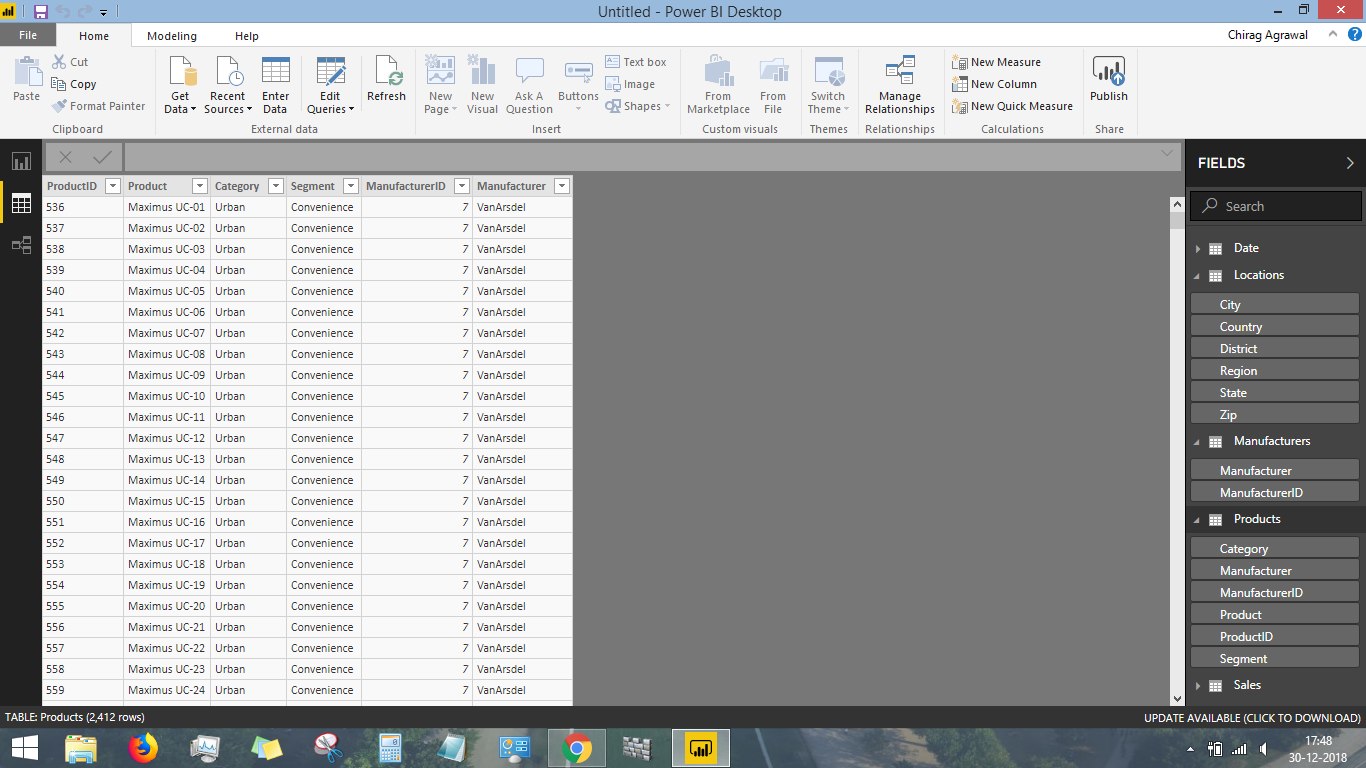 Untitled - Power BI Desktop
File Home Modeling Help Chirag Agrawal
Paste Cut Copy Format Painter
Clipboard
Get Data Recent Sources Enter Data Edit Queries Refresh
External data
New Page New Visual Ask A Question Buttons Text box Image Shapes
Insert
From Marketplace From File
Custom visuals
Switch Theme
Themes
Manage Relationships
Relationships
New Measure New Column New Quick Measure
Calculations
Publish
Share
ProductID Product Category Segment ManufacturerID Manufacturer
536 Maximus UC-01 Urban Convenience 7 VanArsdel
537 Maximus UC-02 Urban Convenience 7 VanArsdel
538 Maximus UC-03 Urban Convenience 7 VanArsdel
539 Maximus UC-04 Urban Convenience 7 VanArsdel
540 Maximus UC-05 Urban Convenience 7 VanArsdel
541 Maximus UC-06 Urban Convenience 7 VanArsdel
542 Maximus UC-07 Urban Convenience 7 VanArsdel
543 Maximus UC-08 Urban Convenience 7 VanArsdel
544 Maximus UC-09 Urban Convenience 7 VanArsdel
545 Maximus UC-10 Urban Convenience 7 VanArsdel
546 Maximus UC-11 Urban Convenience 7 VanArsdel
547 Maximus UC-12 Urban Convenience 7 VanArsdel
548 Maximus UC-13 Urban Convenience 7 VanArsdel
549 Maximus UC-14 Urban Convenience 7 VanArsdel
550 Maximus UC-15 Urban Convenience 7 VanArsdel
551 Maximus UC-16 Urban Convenience 7 VanArsdel
552 Maximus UC-17 Urban Convenience 7 VanArsdel
553 Maximus UC-18 Urban Convenience 7 VanArsdel
554 Maximus UC-19 Urban Convenience 7 VanArsdel
555 Maximus UC-20 Urban Convenience 7 VanArsdel
556 Maximus UC-21 Urban Convenience 7 VanArsdel
557 Maximus UC-22 Urban Convenience 7 VanArsdel
558 Maximus UC-23 Urban Convenience 7 VanArsdel
559 Maximus UC-24 Urban Convenience 7 VanArsdel
FIELDS
Search
Date
Locations
City
Country
District
Region
State
Zip
Manufacturers
Manufacturer
ManufacturerID
Products
Category
Manufacturer
ManufacturerID
Product
ProductID
Segment
Sales
TABLE: Products (2,412 rows)
UPDATE AVAILABLE (CLICK TO DOWNLOAD)
17:48
30-12-2018